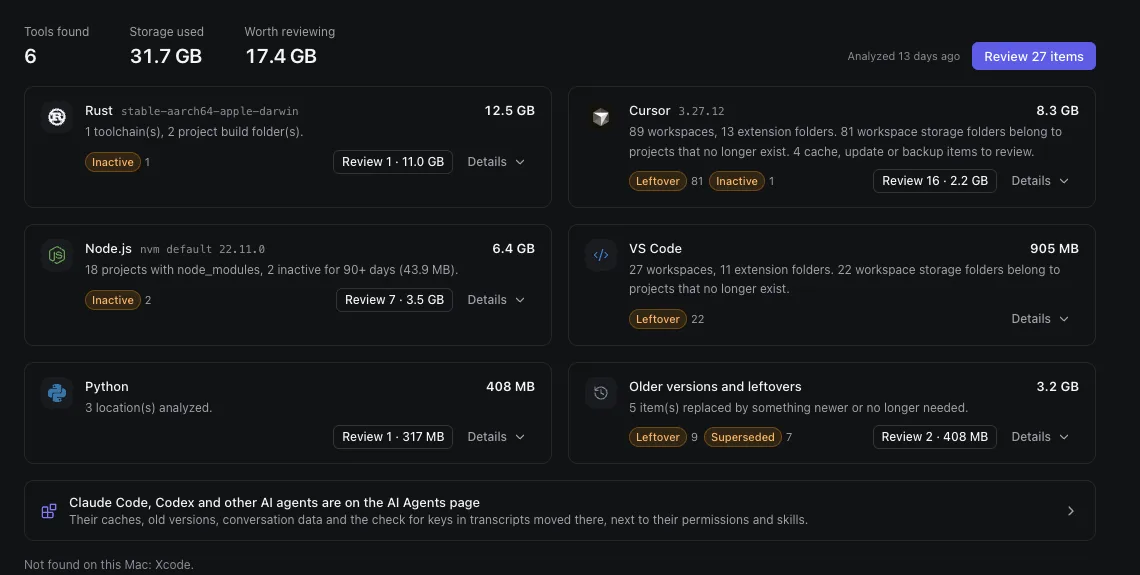 Tools found
6
Storage used
31.7 GB
Worth reviewing
17.4 GB
Analyzed 13 days ago
Review 27 items
Rust stable-aarch64-apple-darwin
12.5 GB
1 toolchain(s), 2 project build folder(s).
Inactive 1
Review 1 · 11.0 GB
Details
Cursor 3.27.12
8.3 GB
89 workspaces, 13 extension folders. 81 workspace storage folders belong to
projects that no longer exist. 4 cache, update or backup items to review.
Leftover 81 Inactive 1
Review 16 · 2.2 GB
Details
Node.js nvm default 22.11.0
6.4 GB
18 projects with node_modules, 2 inactive for 90+ days (43.9 MB).
Inactive 2
Review 7 · 3.5 GB
Details
VS Code
905 MB
27 workspaces, 11 extension folders. 22 workspace storage folders belong to
projects that no longer exist.
Leftover 22
Details
Python
408 MB
3 location(s) analyzed.
Review 1 · 317 MB
Details
Older versions and leftovers
3.2 GB
5 item(s) replaced by something newer or no longer needed.
Leftover 9 Superseded 7
Review 2 · 408 MB
Details
Claude Code, Codex and other AI agents are on the AI Agents page
Their caches, old versions, conversation data and the check for keys in transcripts moved there, next to their permissions and skills.
Not found on this Mac: Xcode.